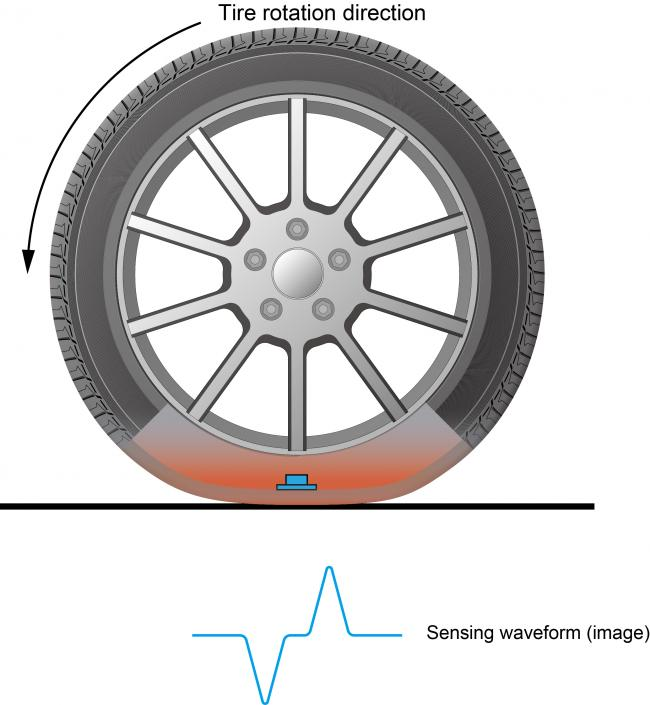 Tire rotation direction
Sensing waveform (image)